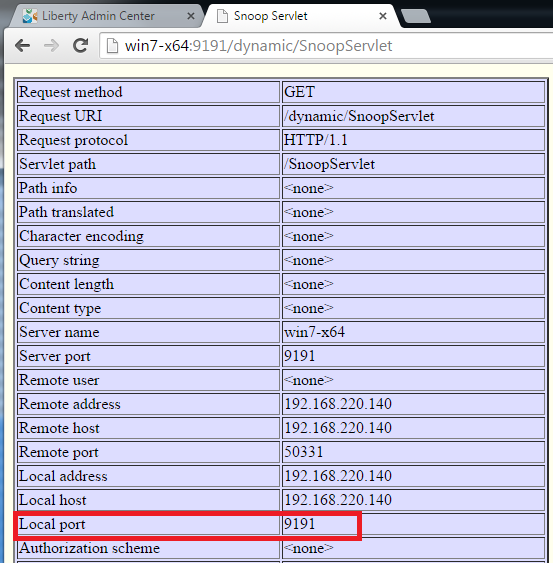 Liberty Admin Center
Snoop Servlet
win7-x64:9191/dynamic/SnoopServlet
Request method GET
Request URI /dynamic/SnoopServlet
Request protocol HTTP/1.1
Servlet path /SnoopServlet
Path info <none>
Path translated <none>
Character encoding <none>
Query string <none>
Content length <none>
Content type <none>
Server name win7-x64
Server port 9191
Remote user <none>
Remote address 192.168.220.140
Remote host 192.168.220.140
Remote port 50331
Local address 192.168.220.140
Local host 192.168.220.140
Local port 9191
Authorization scheme <none>